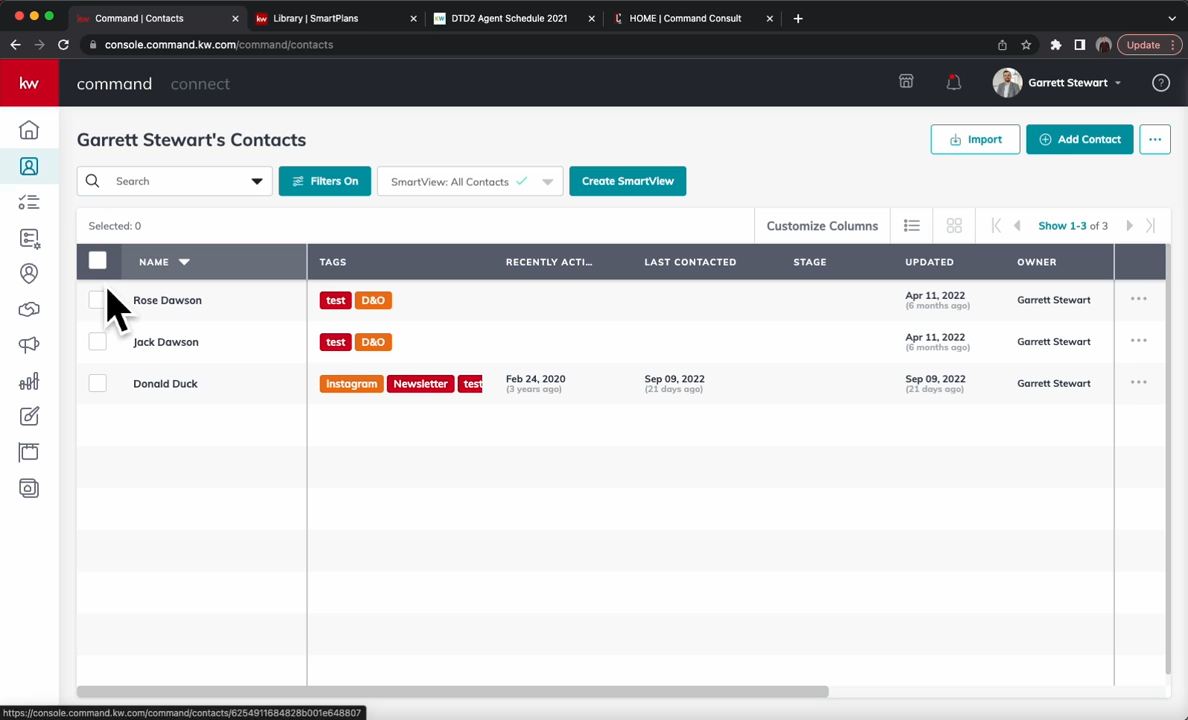 Command | Contacts
Library | SmartPlans
DTD2 Agent Schedule 2021
HOME | Command Consult
console.command.kw.com/command/contacts
Update
kw
command
connect
Garrett Stewart
Garrett Stewart's Contacts
Import
Add Contact
Search
Filters On
SmartView: All Contacts
Create SmartView
Selected: 0
Customize Columns
Show 1-3 of 3
NAME
TAGS
RECENTLY ACTI...
LAST CONTACTED
STAGE
UPDATED
OWNER
Rose Dawson
test
D&O
Apr 11, 2022
(6 months ago)
Garrett Stewart
Jack Dawson
test
D&O
Apr 11, 2022
(6 months ago)
Garrett Stewart
Donald Duck
Instagram
Newsletter
test
Feb 24, 2020
(3 years ago)
Sep 09, 2022
(21 days ago)
Sep 09, 2022
(21 days ago)
Garrett Stewart
https://console.command.kw.com/command/contacts/6254911684828b001e648807